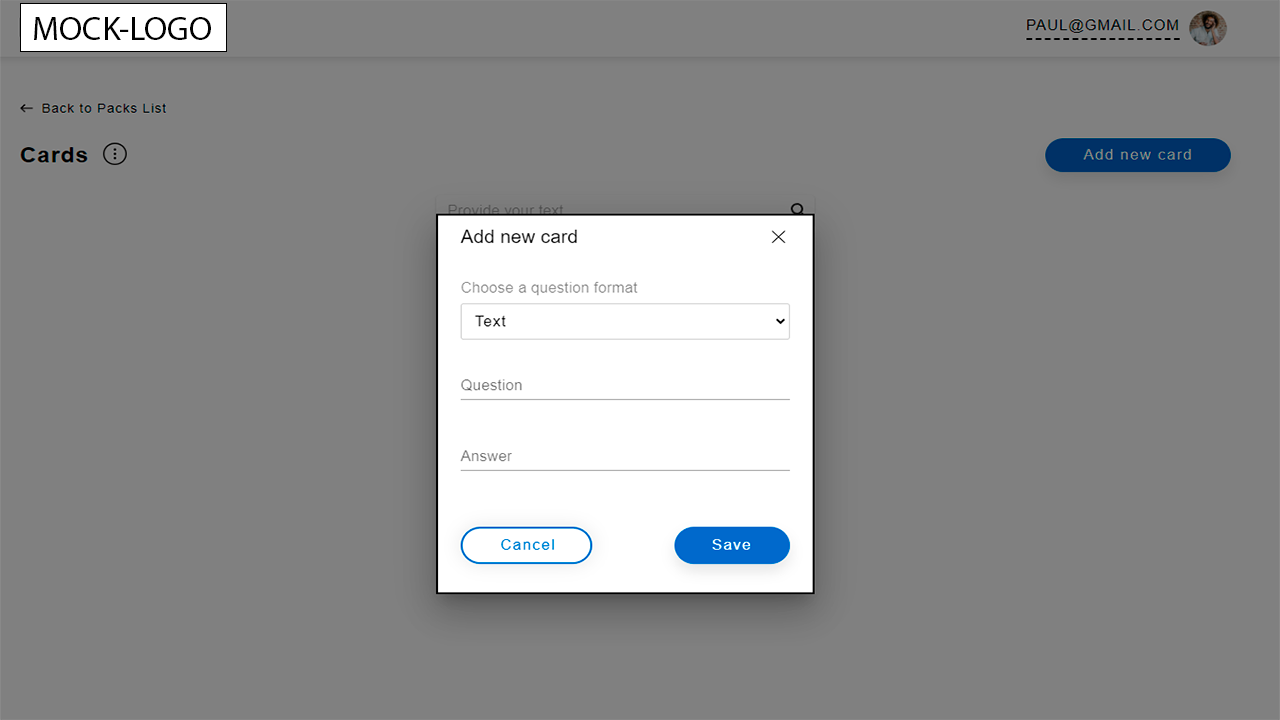 MOCK-LOGO
PAUL@GMAIL.COM
Back to Packs List
Cards
Add new card
Provide your text
Add new card
Choose a question format
Text
Question
Answer
Cancel
Save